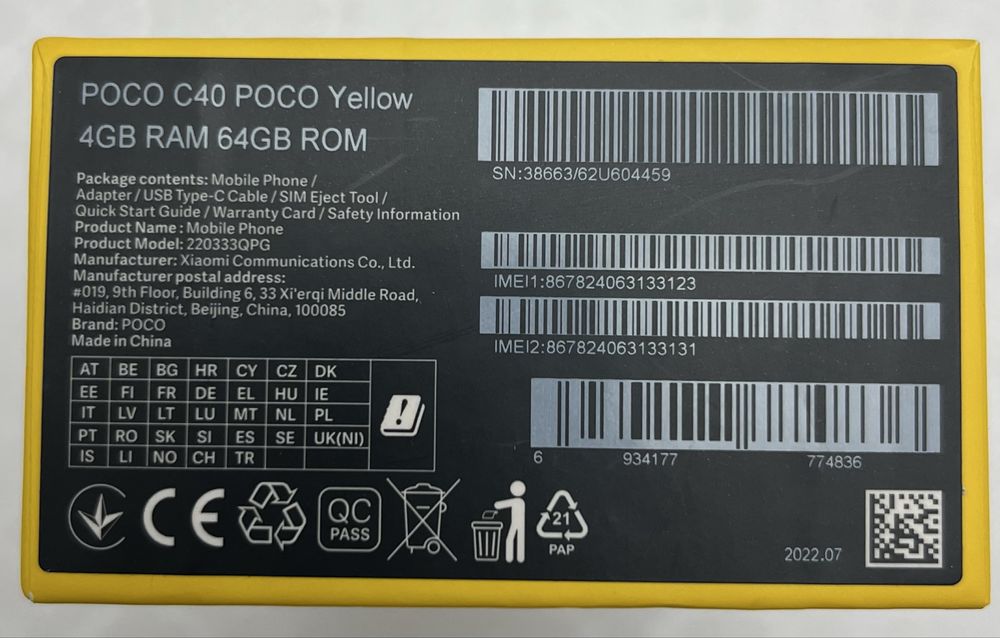 POCO C40 POCO Yellow
4GB RAM 64GB ROM
Package contents: Mobile Phone /
Adapter / USB Type-C Cable / SIM Eject Tool /
Quick Start Guide / Warranty Card / Safety Information
Product Name : Mobile Phone
Product Model: 220333QPG
Manufacturer: Xiaomi Communications Co., Ltd.
Manufacturer postal address:
#019, 9th Floor, Building 6, 33 Xi'erqi Middle Road,
Haidian District, Beijing, China, 100085
Brand: POCO
Made in China
AT BE BG HR CY CZ DK
EE FI FR DE EL HU IE
IT LV LT LU MT NL PL
PT RO SK SI ES SE UK(NI)
IS LI NO CH TR
!
CE
QC
PASS
21
PAP
SN:38663/62U604459
IMEI1:867824063133123
IMEI2:867824063133131
6 934177 774836
2022.07